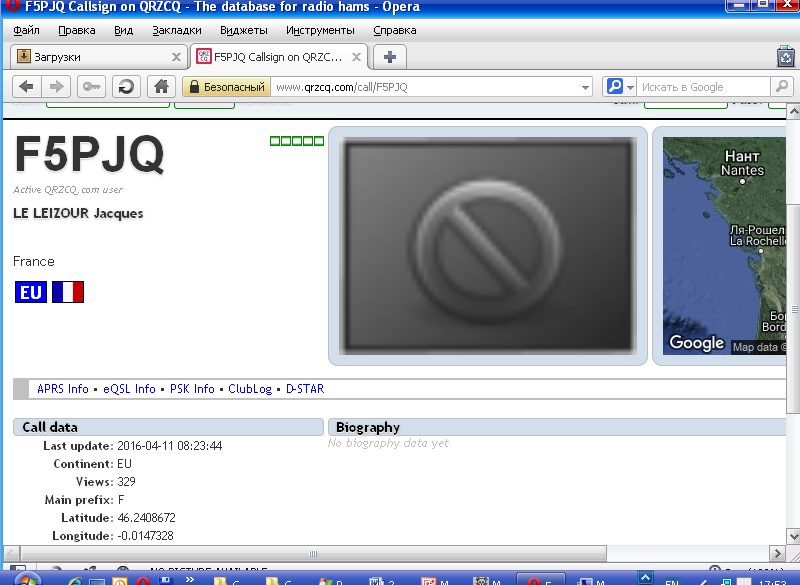 F5PJQ Callsign on QRZCQ - The database for radio hams - Opera
Файл Правка Вид Закладки Виджеты Инструменты Справка
Загрузки
QRZ CQ F5PJQ Callsign on QRZC...
Безопасный www.qrzcq.com/call/F5PJQ Искать в Google
F5PJQ
Active QRZCQ.com user
LE LEIZOUR Jacques
France
EU
Нант
Nantes
Ля-Рошел
La Rochelle
Бор
Bord
Google Map data ©
APRS Info • eQSL Info • PSK Info • ClubLog • D-STAR
Call data
Last update: 2016-04-11 08:23:44
Continent: EU
Views: 329
Main prefix: F
Latitude: 46.2408672
Longitude: -0.0147328
Biography
No biography data yet
NO PICTURE AVAILABLE
EN 17:53